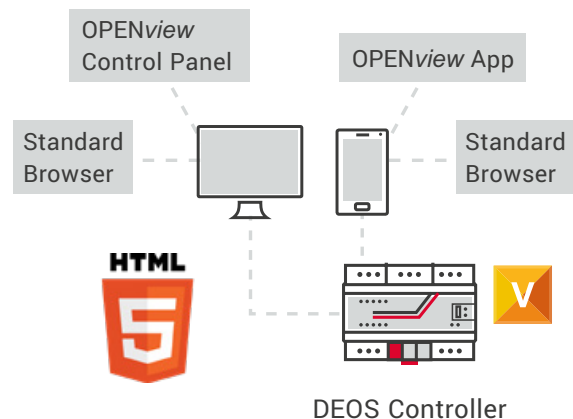 OPENview
Control Panel
OPENview App
Standard
Browser
Standard
Browser
HTML
5
V
DEOS Controller